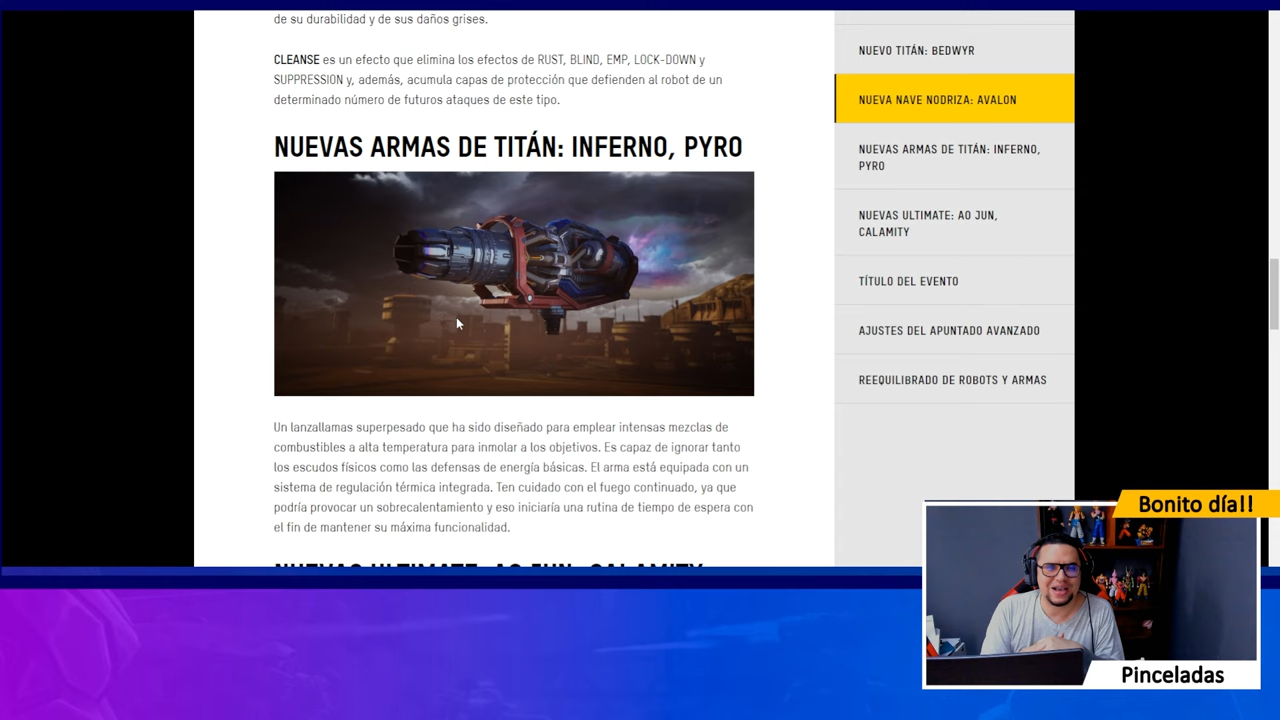 de su durabilidad y de sus daños grises.
CLEANSE es un efecto que elimina los efectos de RUST, BLIND, EMP, LOCK-DOWN y
SUPPRESSION y, además, acumula capas de protección que defienden al robot de un
determinado número de futuros ataques de este tipo.
NUEVAS ARMAS DE TITÁN: INFERNO, PYRO
Un lanzallamas superpesado que ha sido diseñado para emplear intensas mezclas de
combustibles a alta temperatura para inmolar a los objetivos. Es capaz de ignorar tanto
los escudos físicos como las defensas de energía básicas. El arma está equipada con un
sistema de regulación térmica integrada. Ten cuidado con el fuego continuado, ya que
podría provocar un sobrecalentamiento y eso iniciaría una rutina de tiempo de espera con
el fin de mantener su máxima funcionalidad.
NUEVAS ULTIMATE: AO JUN, CALAMITY
NUEVO TITÁN: BEDWYR
NUEVA NAVE NODRIZA: AVALON
NUEVAS ARMAS DE TITÁN: INFERNO,
PYRO
NUEVAS ULTIMATE: AO JUN,
CALAMITY
TÍTULO DEL EVENTO
AJUSTES DEL APUNTADO AVANZADO
REEQUILIBRADO DE ROBOTS Y ARMAS
Bonito día!!
Pinceladas